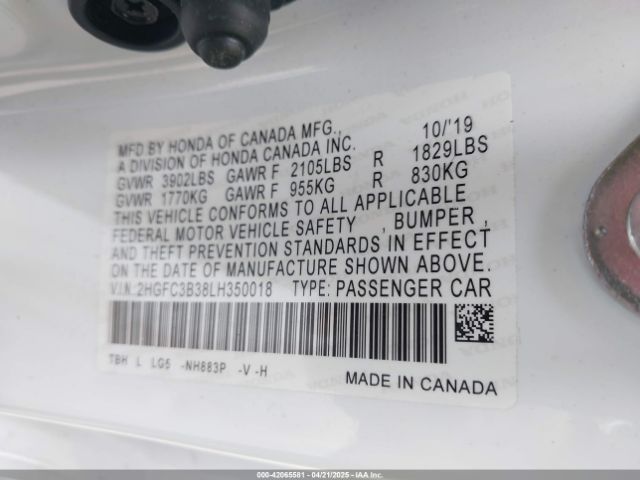 MFD BY HONDA OF CANADA MFG., 10/'19
A DIVISION OF HONDA CANADA INC.
GVWR 3902LBS GAWR F 2105LBS R 1829LBS
GVWR 1770KG GAWR F 955KG R 830KG
THIS VEHICLE CONFORMS TO ALL APPLICABLE
FEDERAL MOTOR VEHICLE SAFETY , BUMPER ,
AND THEFT PREVENTION STANDARDS IN EFFECT
ON THE DATE OF MANUFACTURE SHOWN ABOVE.
V.I.N.:2HGFC3B38LH350018 TYPE: PASSENGER CAR
TBH L LG5 -NH883P -V -H
MADE IN CANADA
000-42065581 - 04/21/2025 - IAA Inc.